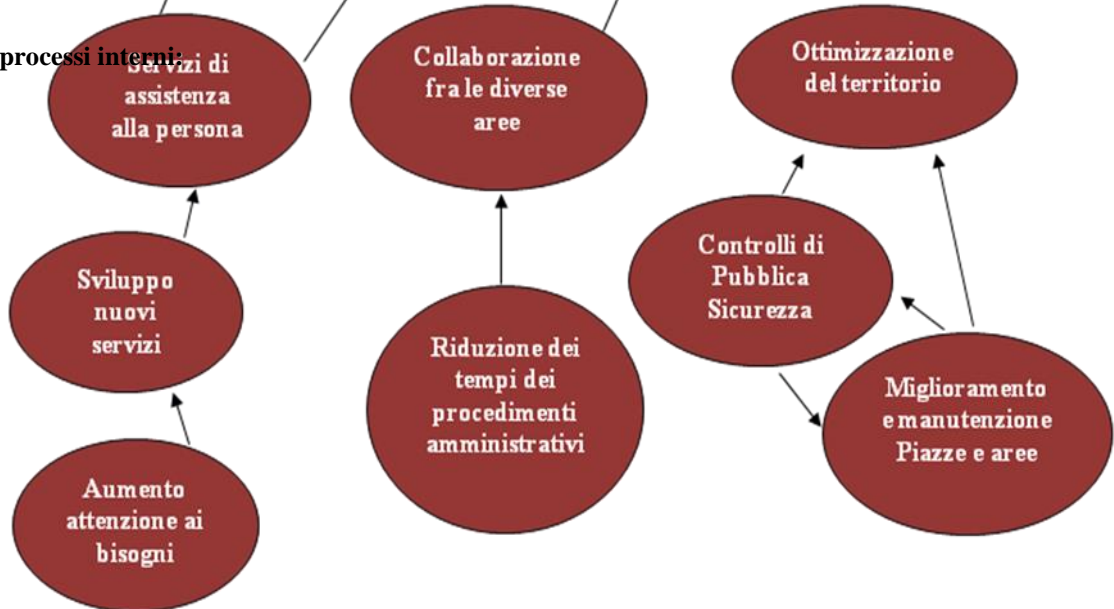 processi interni:
Servizi di
assistenza
alla persona
Collaborazione
fra le diverse
aree
Ottimizzazione
del territorio
Sviluppo
nuovi
servizi
Controlli di
Pubblica
Sicurezza
Riduzione dei
tempi dei
procedimenti
amministrativi
Miglioramento
e manutenzione
Piazze e aree
Aumento
attenzione ai
bisogni